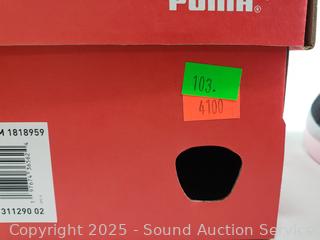 PUMA®
103.
4100
M 1818959
311290 02
Copyright 2025 - Sound Auction Service